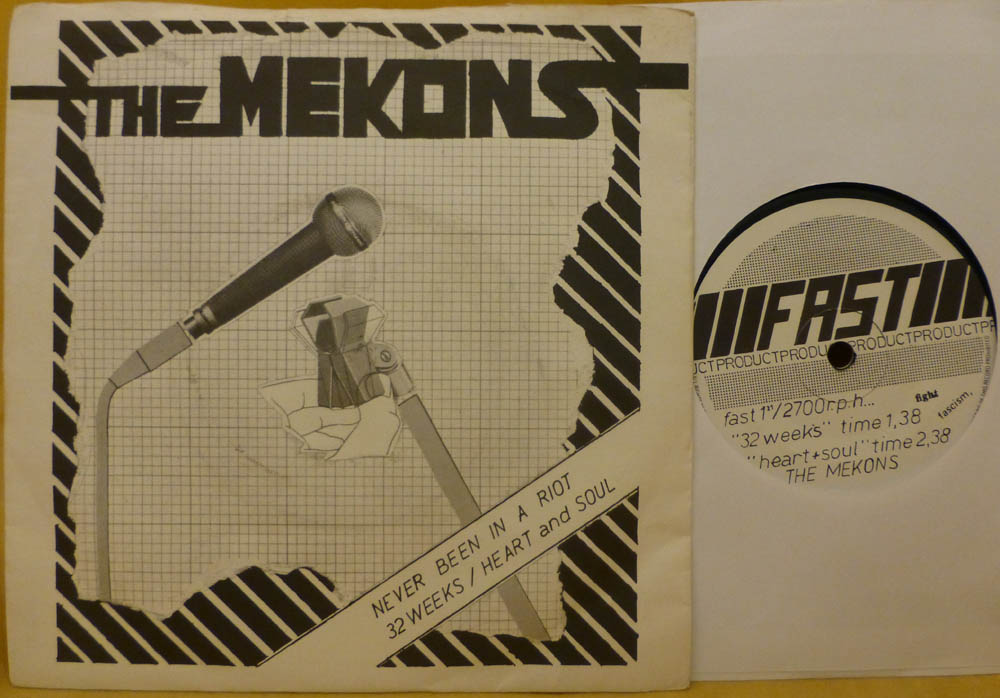 THE MEKONS
NEVER BEEN IN A RIOT
32 WEEKS / HEART and SOUL
FAST
CTPRODUCTPRODUCTPRODUCTPRODUCTPR
fast 1"/2700r.p.h...
fight
fascism.
"32 weeks" time 1,38
"heart+soul" time 2,38
THE MEKONS